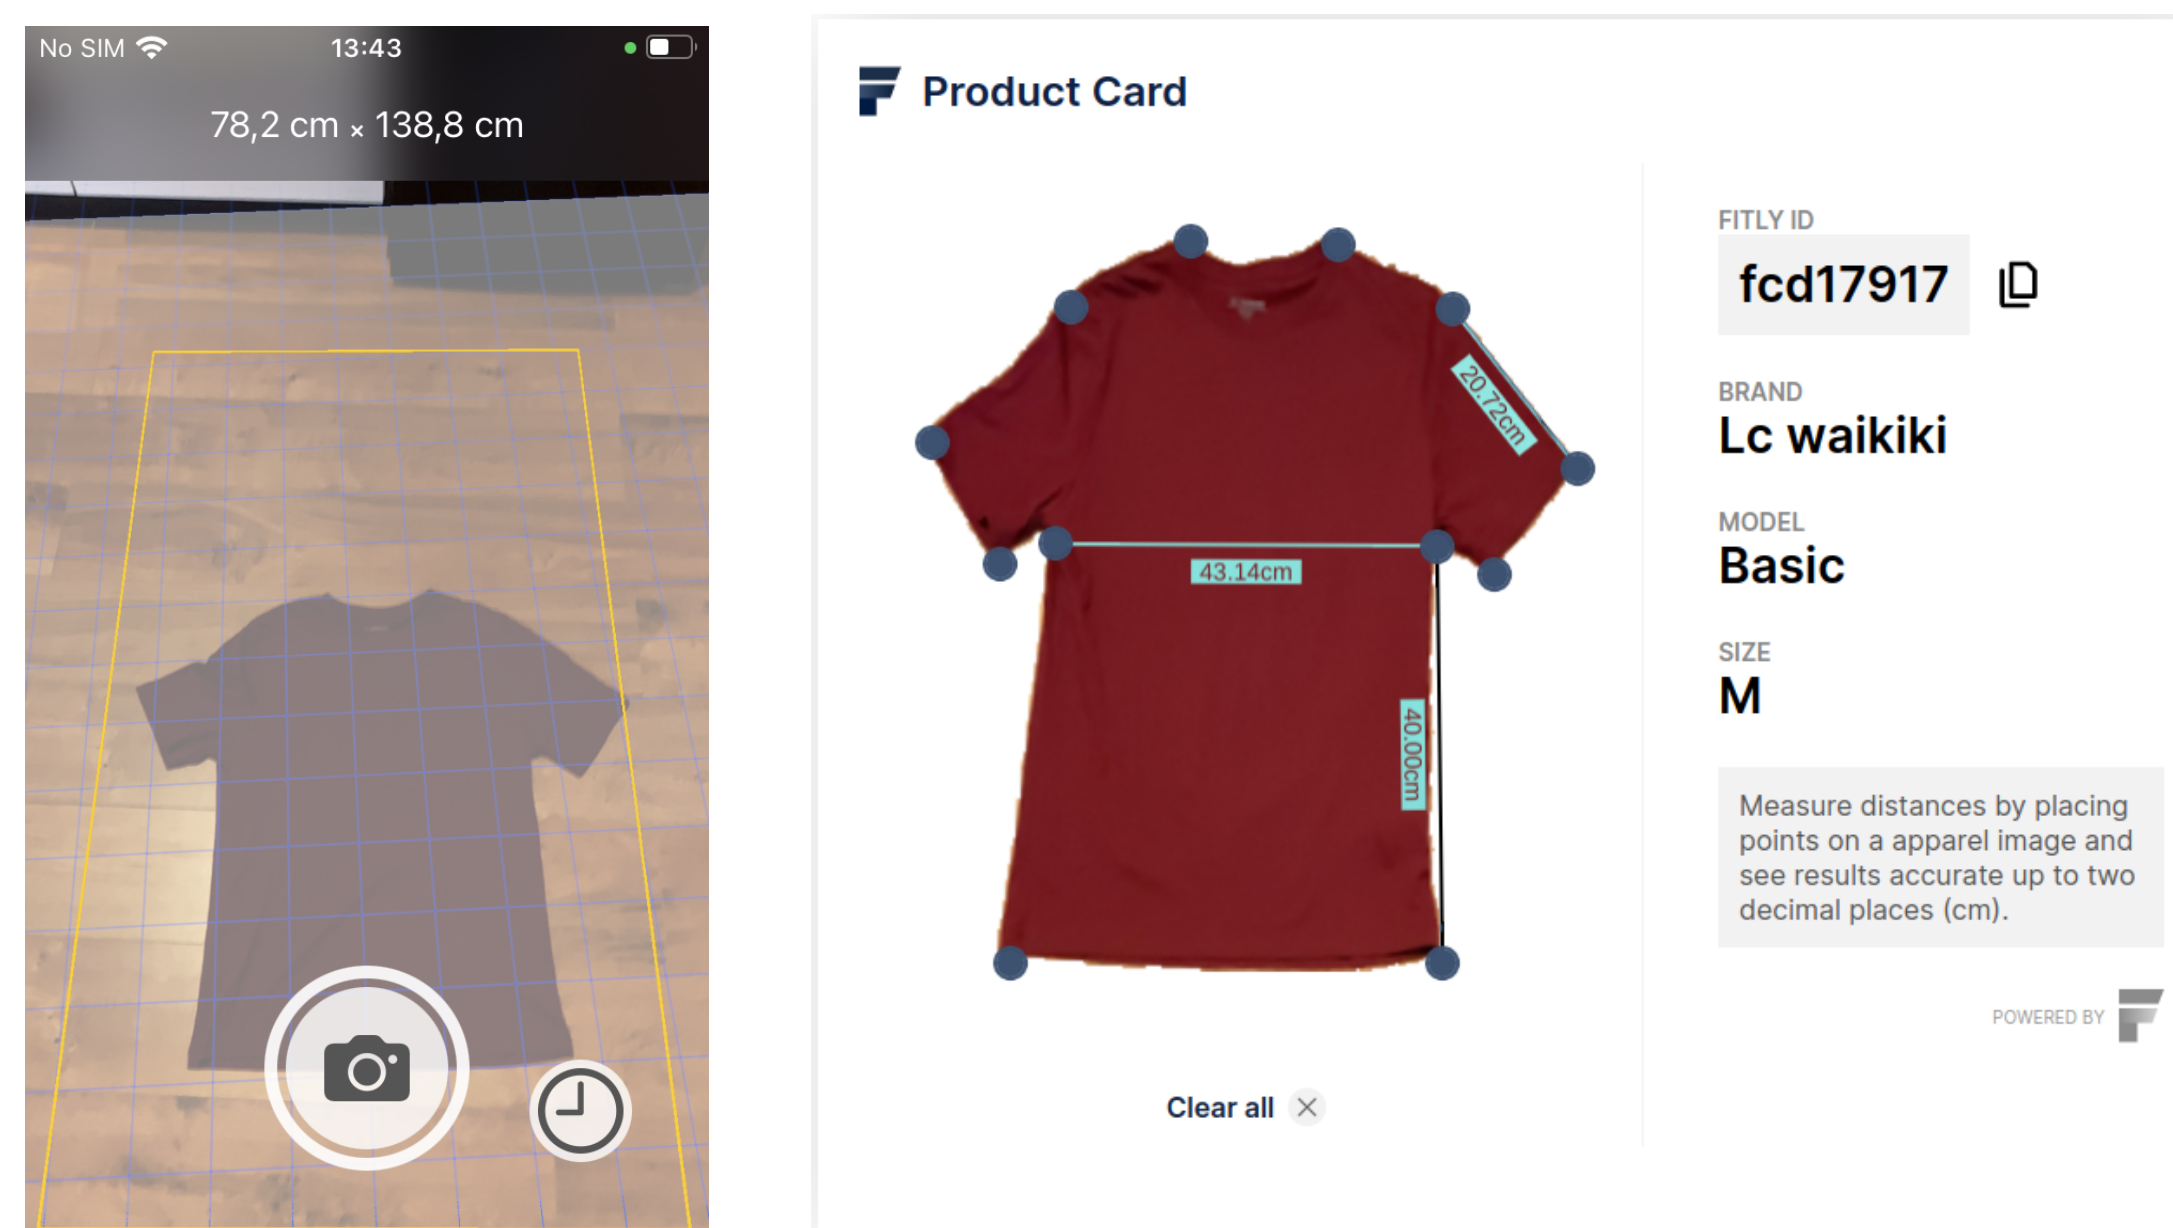 No SIM
13:43
78,2 cm × 138,8 cm
Product Card
20.72cm
43.14cm
40.00cm
Clear all
FITLY ID
fcd17917
BRAND
Lc waikiki
MODEL
Basic
SIZE
M
Measure distances by placing
points on a apparel image and
see results accurate up to two
decimal places (cm).
POWERED BY